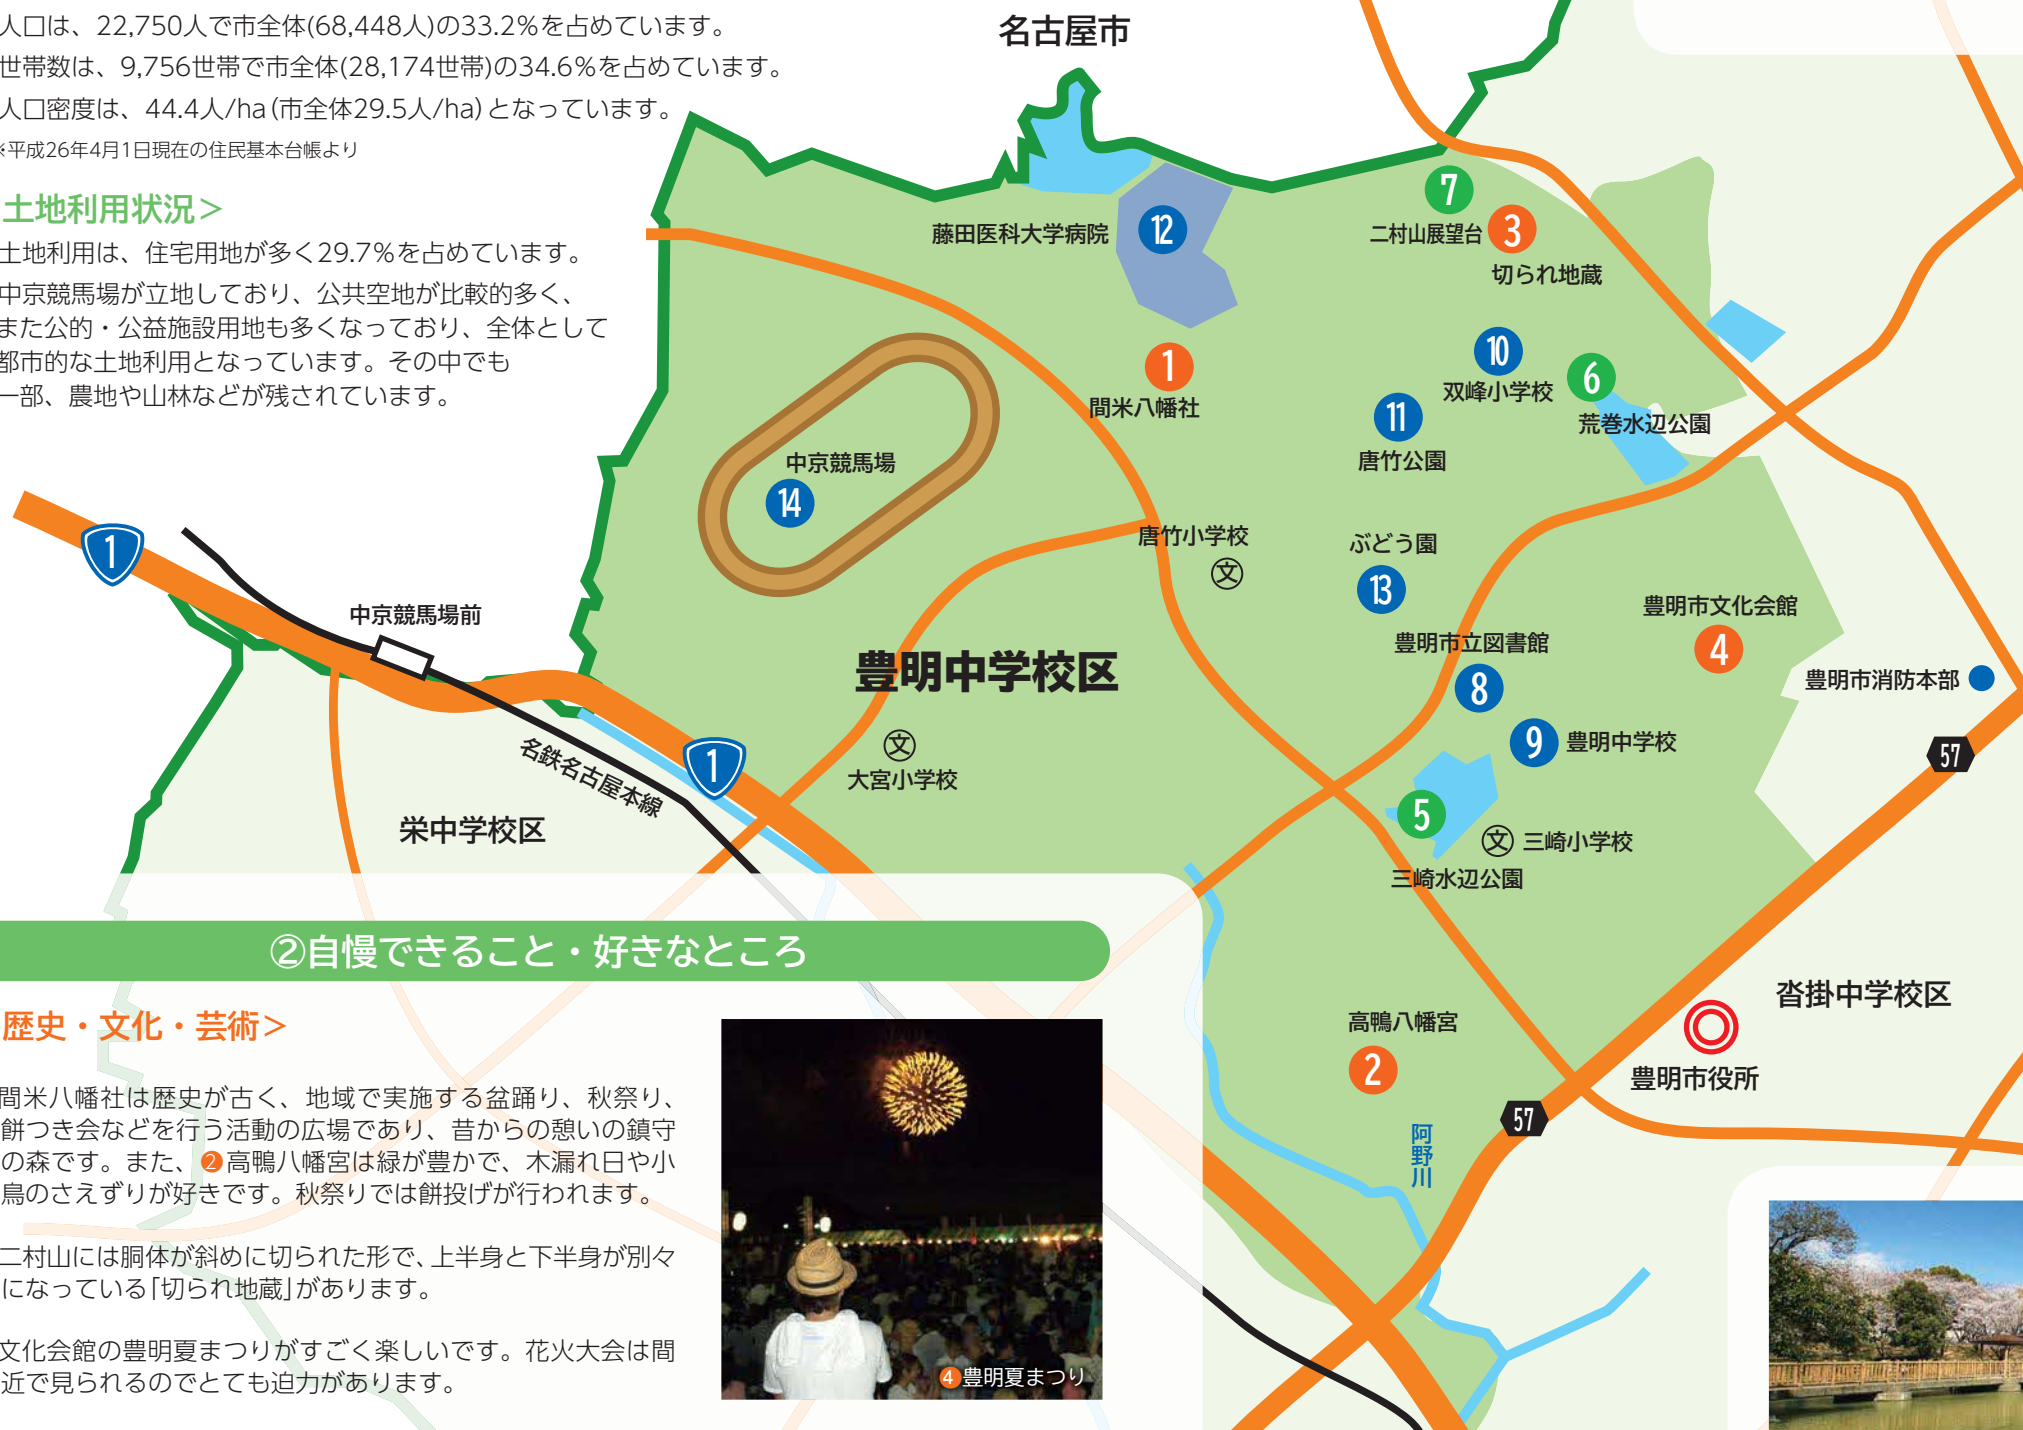 人口は、22,750人で市全体(68,448人)の33.2%を占めています。
世帯数は、9,756世帯で市全体(28,174世帯)の34.6%を占めています。
人口密度は、44.4人/ha(市全体29.5人/ha)となっています。
※平成26年4月1日現在の住民基本台帳より
土地利用状況＞
土地利用は、住宅用地が多く29.7%を占めています。
中京競馬場が立地しており、公共空地が比較的多く、
また公的・公益施設用地も多くなっており、全体として
都市的な土地利用となっています。その中でも
一部、農地や山林などが残されています。
名古屋市
藤田医科大学病院
12
7
二村山展望台
3
切られ地蔵
1
間米八幡社
10
双峰小学校
6
荒巻水辺公園
11
唐竹公園
中京競馬場
14
唐竹小学校
文
ぶどう園
13
1
中京競馬場前
豊明市文化会館
4
豊明市立図書館
8
豊明中学校区
豊明市消防本部
9
豊明中学校
文
大宮小学校
1
名鉄名古屋本線
57
栄中学校区
5
文
三崎小学校
三崎水辺公園
沓掛中学校区
高鴨八幡宮
2
豊明市役所
57
阿野川
②自慢できること・好きなところ
歴史・文化・芸術＞
間米八幡社は歴史が古く、地域で実施する盆踊り、秋祭り、
餅つき会などを行う活動の広場であり、昔からの憩いの鎮守
の森です。また、❷高鴨八幡宮は緑が豊かで、木漏れ日や小
鳥のさえずりが好きです。秋祭りでは餅投げが行われます。
二村山には胴体が斜めに切られた形で、上半身と下半身が別々
になっている「切られ地蔵」があります。
文化会館の豊明夏まつりがすごく楽しいです。花火大会は間
近で見られるのでとても迫力があります。
❹豊明夏まつり